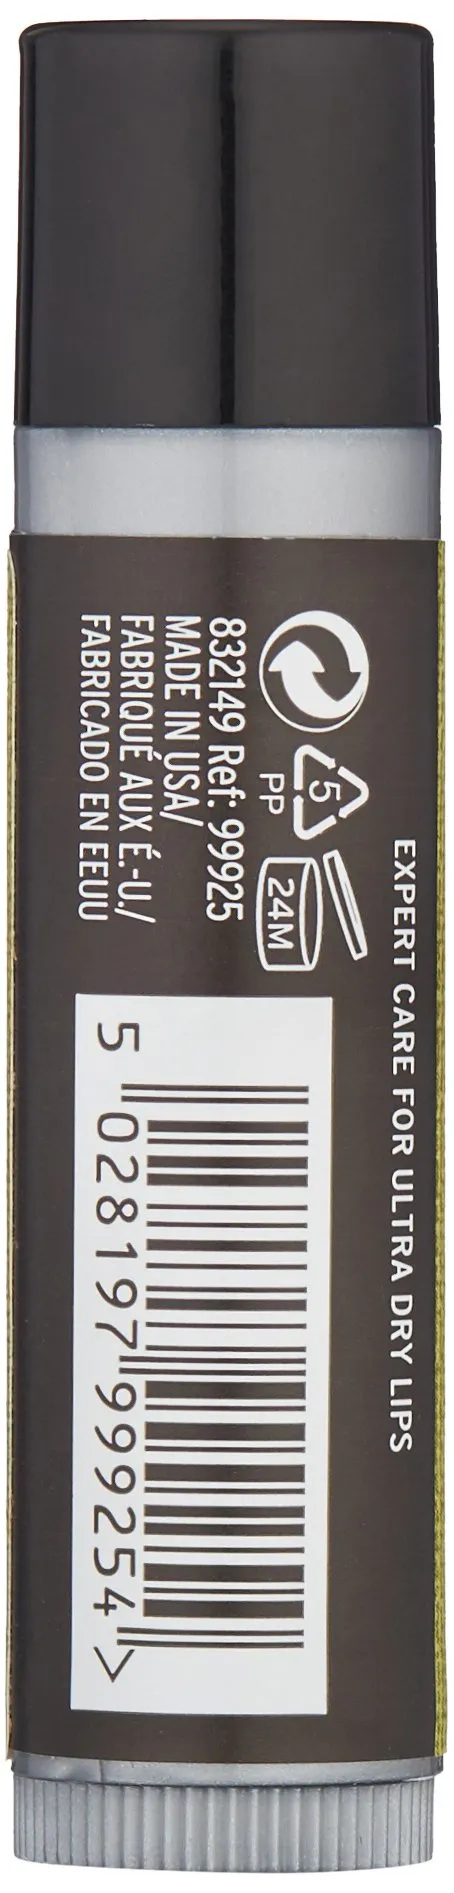 EXPERT CARE FOR ULTRA DRY LIPS
5
PP
24M
832149 Ref: 99925
MADE IN USA/
FABRIQUÉ AUX É.-U./
FABRICADO EN EEUU
5 028197 999254 >